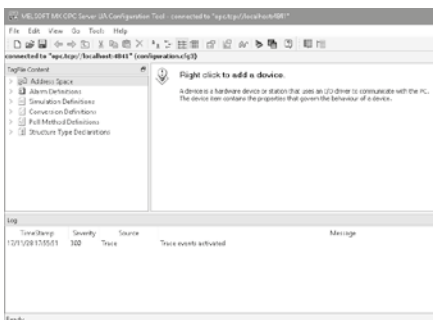 MELSOFT MX OPC Server UA Configuration Tool - connected to "opc.tcp://localhost:4841"
File Edit View Go Tools Help
connected to "opc.tcp://localhost:4841" (configuration.cfg3)
TagFile Content
Address Space
Alarm Definitions
Simulation Definitions
Conversion Definitions
Poll Method Definitions
Structure Type Declarations
Right click to add a device.
A device is a hardware device or station that uses an I/O driver to communicate with the PC.
The device item contains the properties that govern the behaviour of a device.
Log
TimeStamp Severity Source Message
300 Trace Trace events activated
Ready